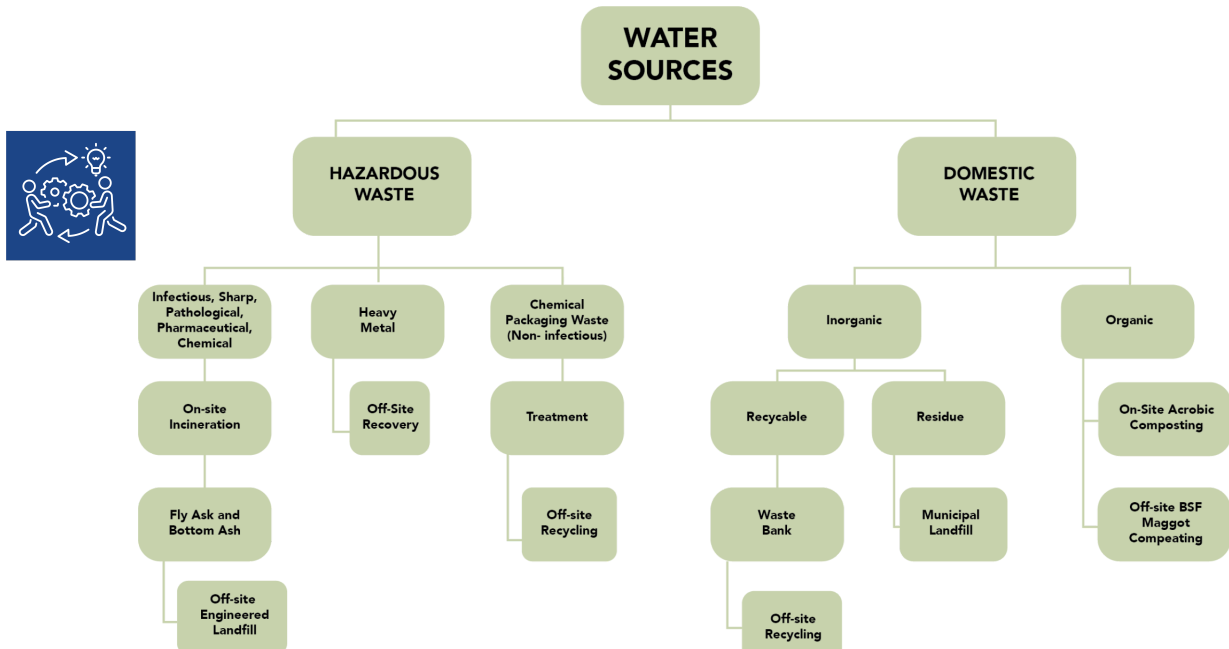 WATER
SOURCES
HAZARDOUS
WASTE
DOMESTIC
WASTE
Infectious, Sharp,
Pathological,
Pharmaceutical,
Chemical
Heavy
Metal
Chemical
Packaging Waste
(Non- infectious)
Inorganic
Organic
On-site
Incineration
Off-Site
Recovery
Treatment
Recycable
Residue
On-Site Acrobic
Composting
Fly Ask and
Bottom Ash
Off-site
Recycling
Waste
Bank
Municipal
Landfill
Off-site BSF
Maggot
Compeating
Off-site
Engineered
Landfill
Off-site
Recycling